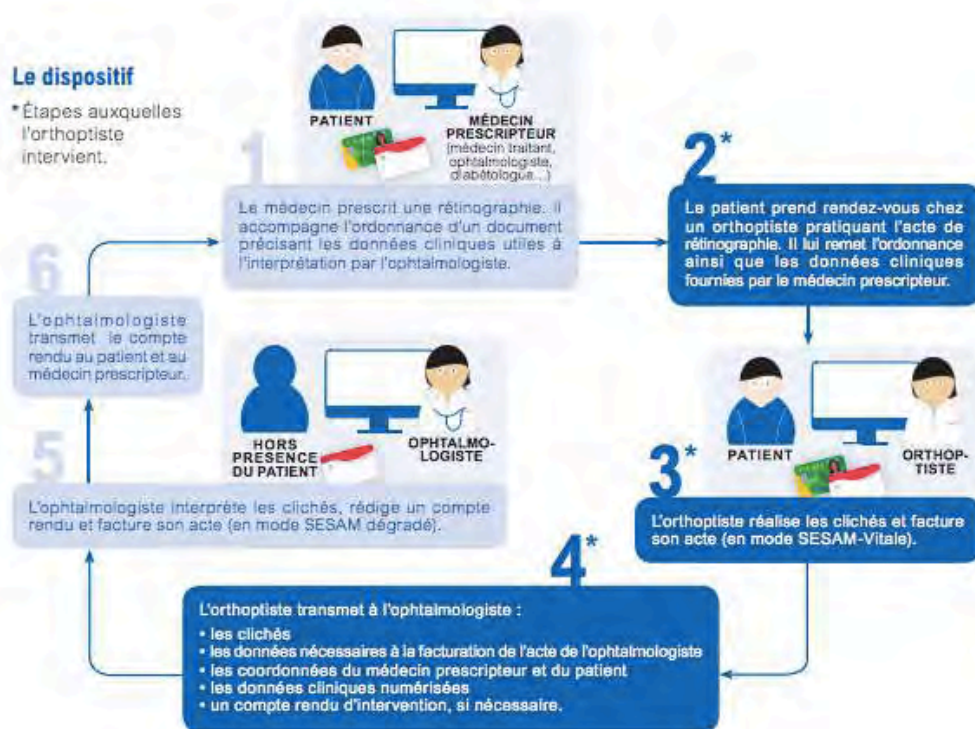 Le dispositif
* Étapes auxquelles
l'orthoptiste
intervient.
PATIENT
MÉDECIN
PRESCRIPTEUR
(médecin traitant,
ophtalmologiste,
diabétologue...)
1
Le médecin prescrit une rétinographie. Il
accompagne l'ordonnance d'un document
précisant les données cliniques utiles à
l'interprétation par l'ophtalmologiste.
2*
Le patient prend rendez-vous chez
un orthoptiste pratiquant l'acte de
rétinographie. Il lui remet l'ordonnance
ainsi que les données cliniques
fournies par le médecin prescripteur.
PATIENT
ORTHOP-
TISTE
3*
L'orthoptiste réalise les clichés et facture
son acte (en mode SESAM-Vitale).
4*
L'orthoptiste transmet à l'ophtalmologiste :
• les clichés
• les données nécessaires à la facturation de l'acte de l'ophtalmologiste
• les coordonnées du médecin prescripteur et du patient
• les données cliniques numérisées
• un compte rendu d'intervention, si nécessaire.
HORS
PRESENCE
DU PATIENT
OPHTALMO-
LOGISTE
5
L'ophtalmologiste interprète les clichés, rédige un compte
rendu et facture son acte (en mode SESAM dégradé).
6
L'ophtalmologiste
transmet le compte
rendu au patient et au
médecin prescripteur.